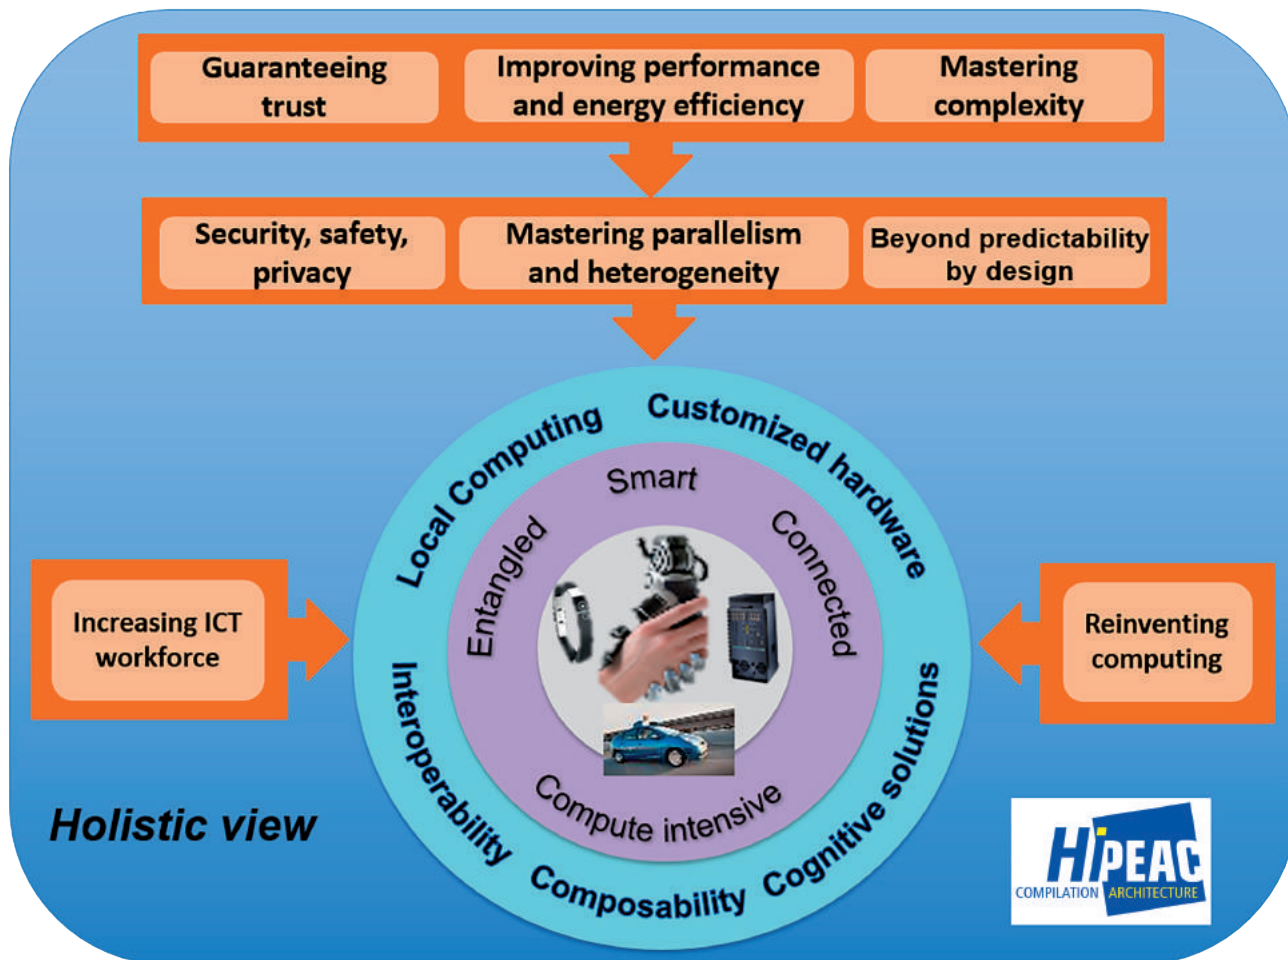 Guaranteeing
trust
Improving performance
and energy efficiency
Mastering
complexity
Security, safety,
privacy
Mastering parallelism
and heterogeneity
Beyond predictability
by design
Local Computing
Customized hardware
Smart
Entangled
Connected
Increasing ICT
workforce
Reinventing
computing
Interoperability
Cognitive solutions
Compute intensive
Composability
Holistic view
HiPEAC
COMPILATION ARCHITECTURE